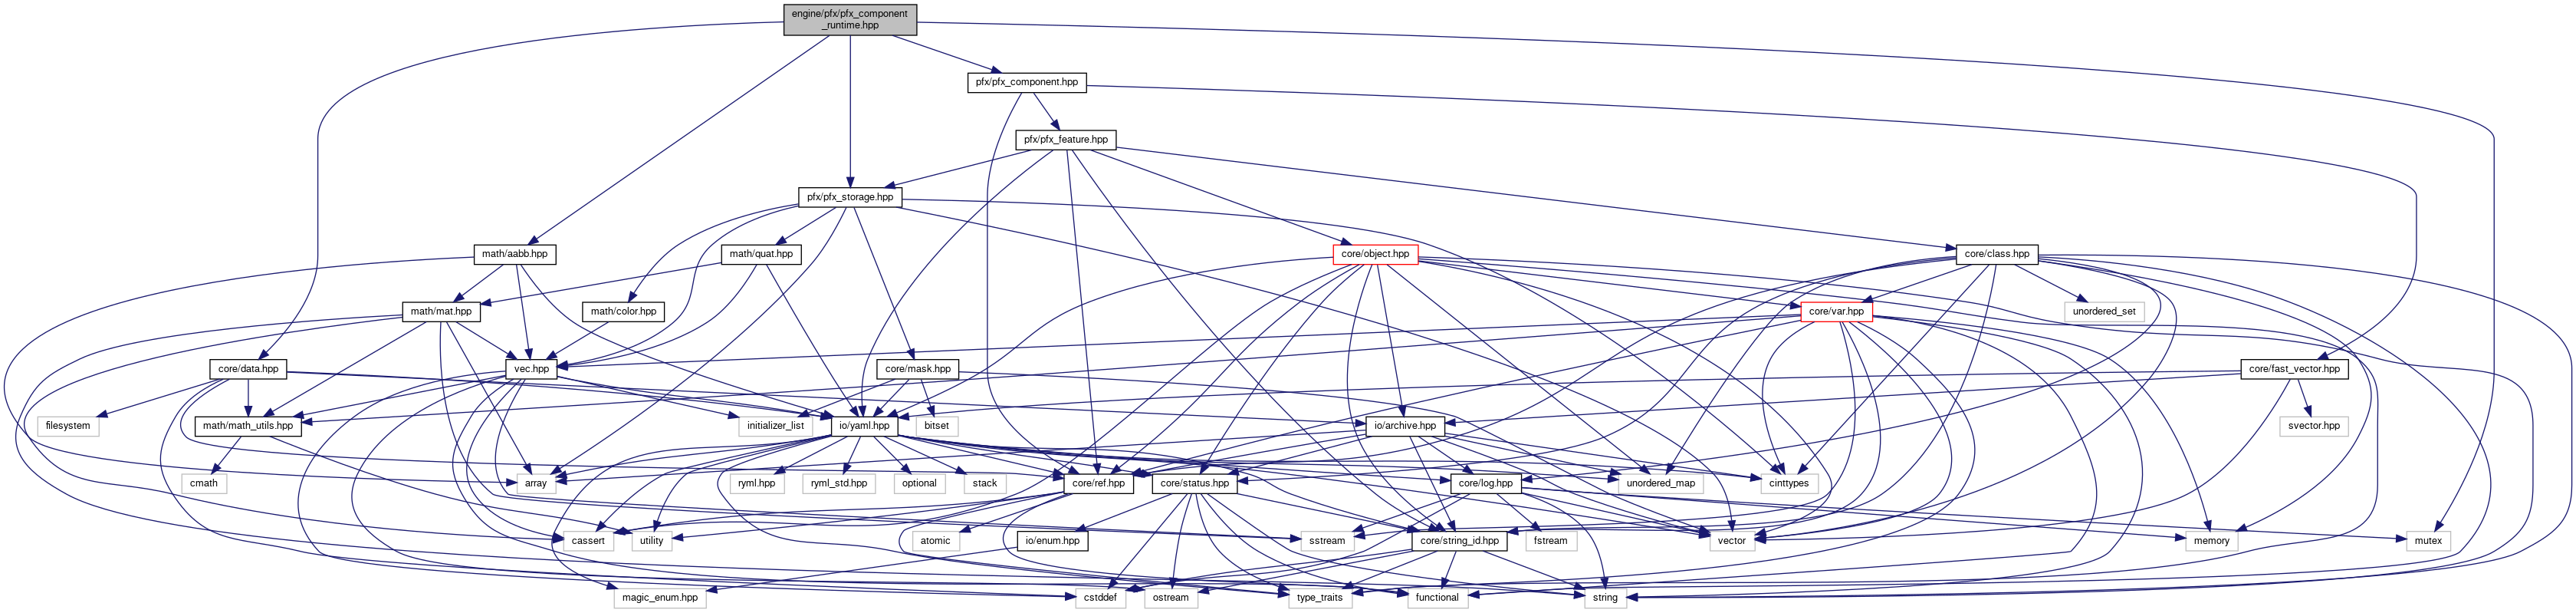 engine/pfx/pfx_component
_runtime.hpp
pfx/pfx_component.hpp
pfx/pfx_feature.hpp
pfx/pfx_storage.hpp
math/aabb.hpp
math/quat.hpp
core/object.hpp
core/class.hpp
math/mat.hpp
math/color.hpp
core/var.hpp
unordered_set
core/data.hpp
vec.hpp
core/mask.hpp
core/fast_vector.hpp
filesystem
math/math_utils.hpp
initializer_list
io/yaml.hpp
bitset
io/archive.hpp
svector.hpp
cmath
array
ryml.hpp
ryml_std.hpp
optional
stack
core/ref.hpp
core/status.hpp
core/log.hpp
unordered_map
cinttypes
cassert
utility
atomic
io/enum.hpp
sstream
core/string_id.hpp
fstream
vector
memory
mutex
magic_enum.hpp
cstddef
ostream
type_traits
functional
string